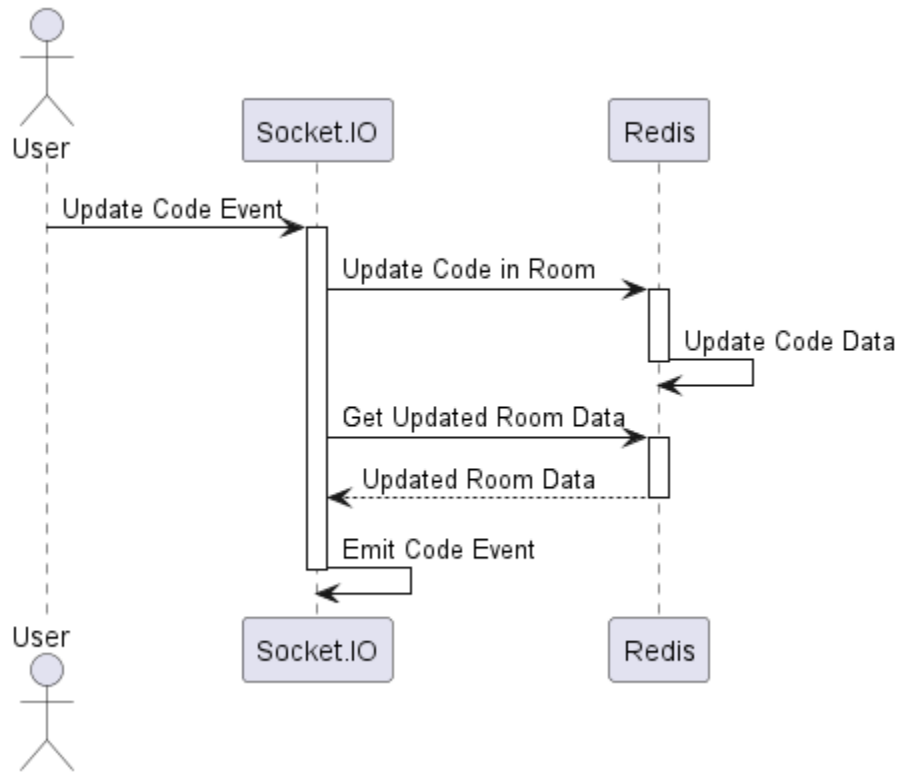 User
Socket.IO
Redis
Update Code Event
Update Code in Room
Update Code Data
Get Updated Room Data
Updated Room Data
Emit Code Event
User
Socket.IO
Redis